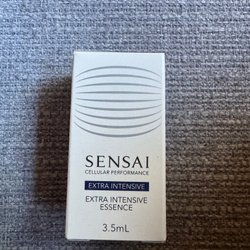 SENSAI
CELLULAR PERFORMANCE
EXTRA INTENSIVE
EXTRA INTENSIVE
ESSENCE
3.5mL